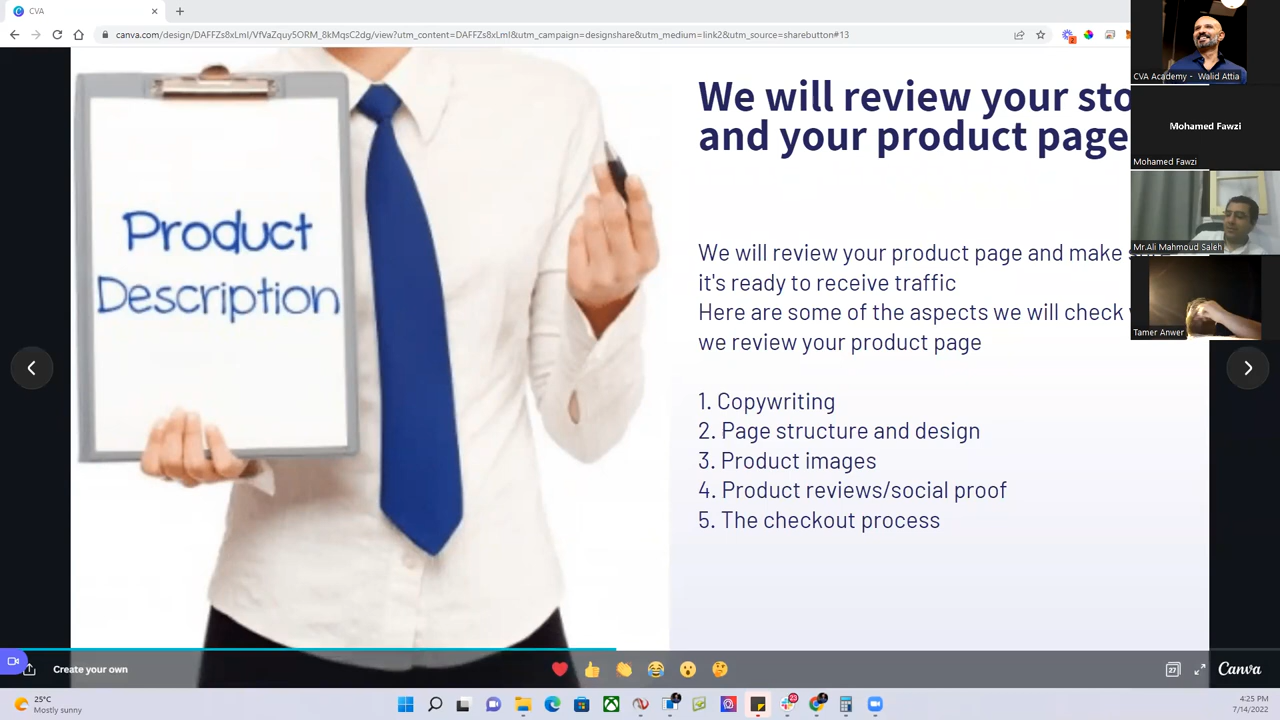 CVA
canva.com/design/DAFFZs8xLmI/VfVaZquy5ORM_8kMqsC2dg/view?utm_content=DAFFZs8xLmI&utm_campaign=designshare&utm_medium=link2&utm_source=sharebutton#13
CVA Academy - Walid Attia
Mohamed Fawzi
Mohamed Fawzi
Mr.Ali Mahmoud Saleh
Tamer Anwer
Product
Description
We will review your sto
and your product page
We will review your product page and make
it's ready to receive traffic
Here are some of the aspects we will check
we review your product page
1. Copywriting
2. Page structure and design
3. Product images
4. Product reviews/social proof
5. The checkout process
Create your own
27
Canva
25°C
Mostly sunny
4:25 PM
7/14/2022